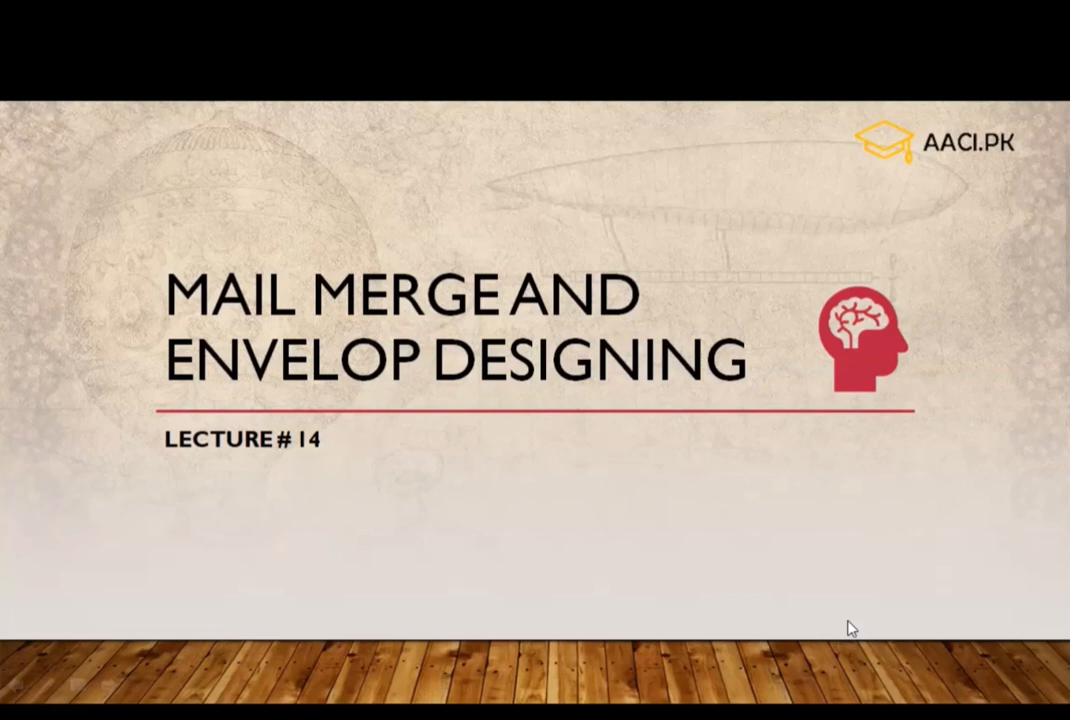 AACI.PK
MAIL MERGE AND
ENVELOP DESIGNING
LECTURE # 14